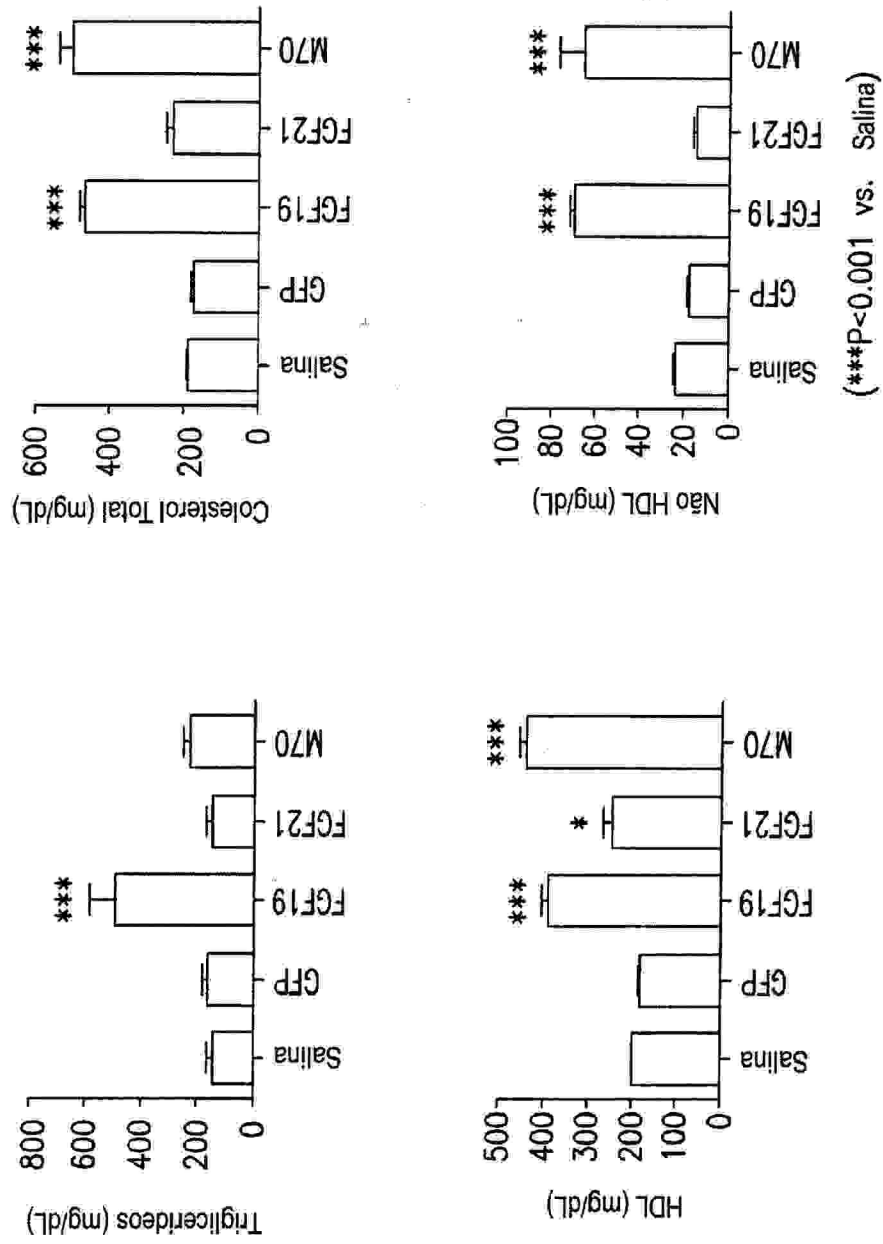 Colesterol Total (mg/dL)
600
400
200
0
***
***
Salina
GFP
FGF19
FGF21
M70
Não HDL (mg/dL)
100
80
60
40
20
0
***
***
Salina
GFP
FGF19
FGF21
M70
(***P<0.001 vs. Salina)
Triglicerideos (mg/dL)
800
600
400
200
0
***
Salina
GFP
FGF19
FGF21
M70
HDL (mg/dL)
500
400
300
200
100
0
***
*
***
Salina
GFP
FGF19
FGF21
M70